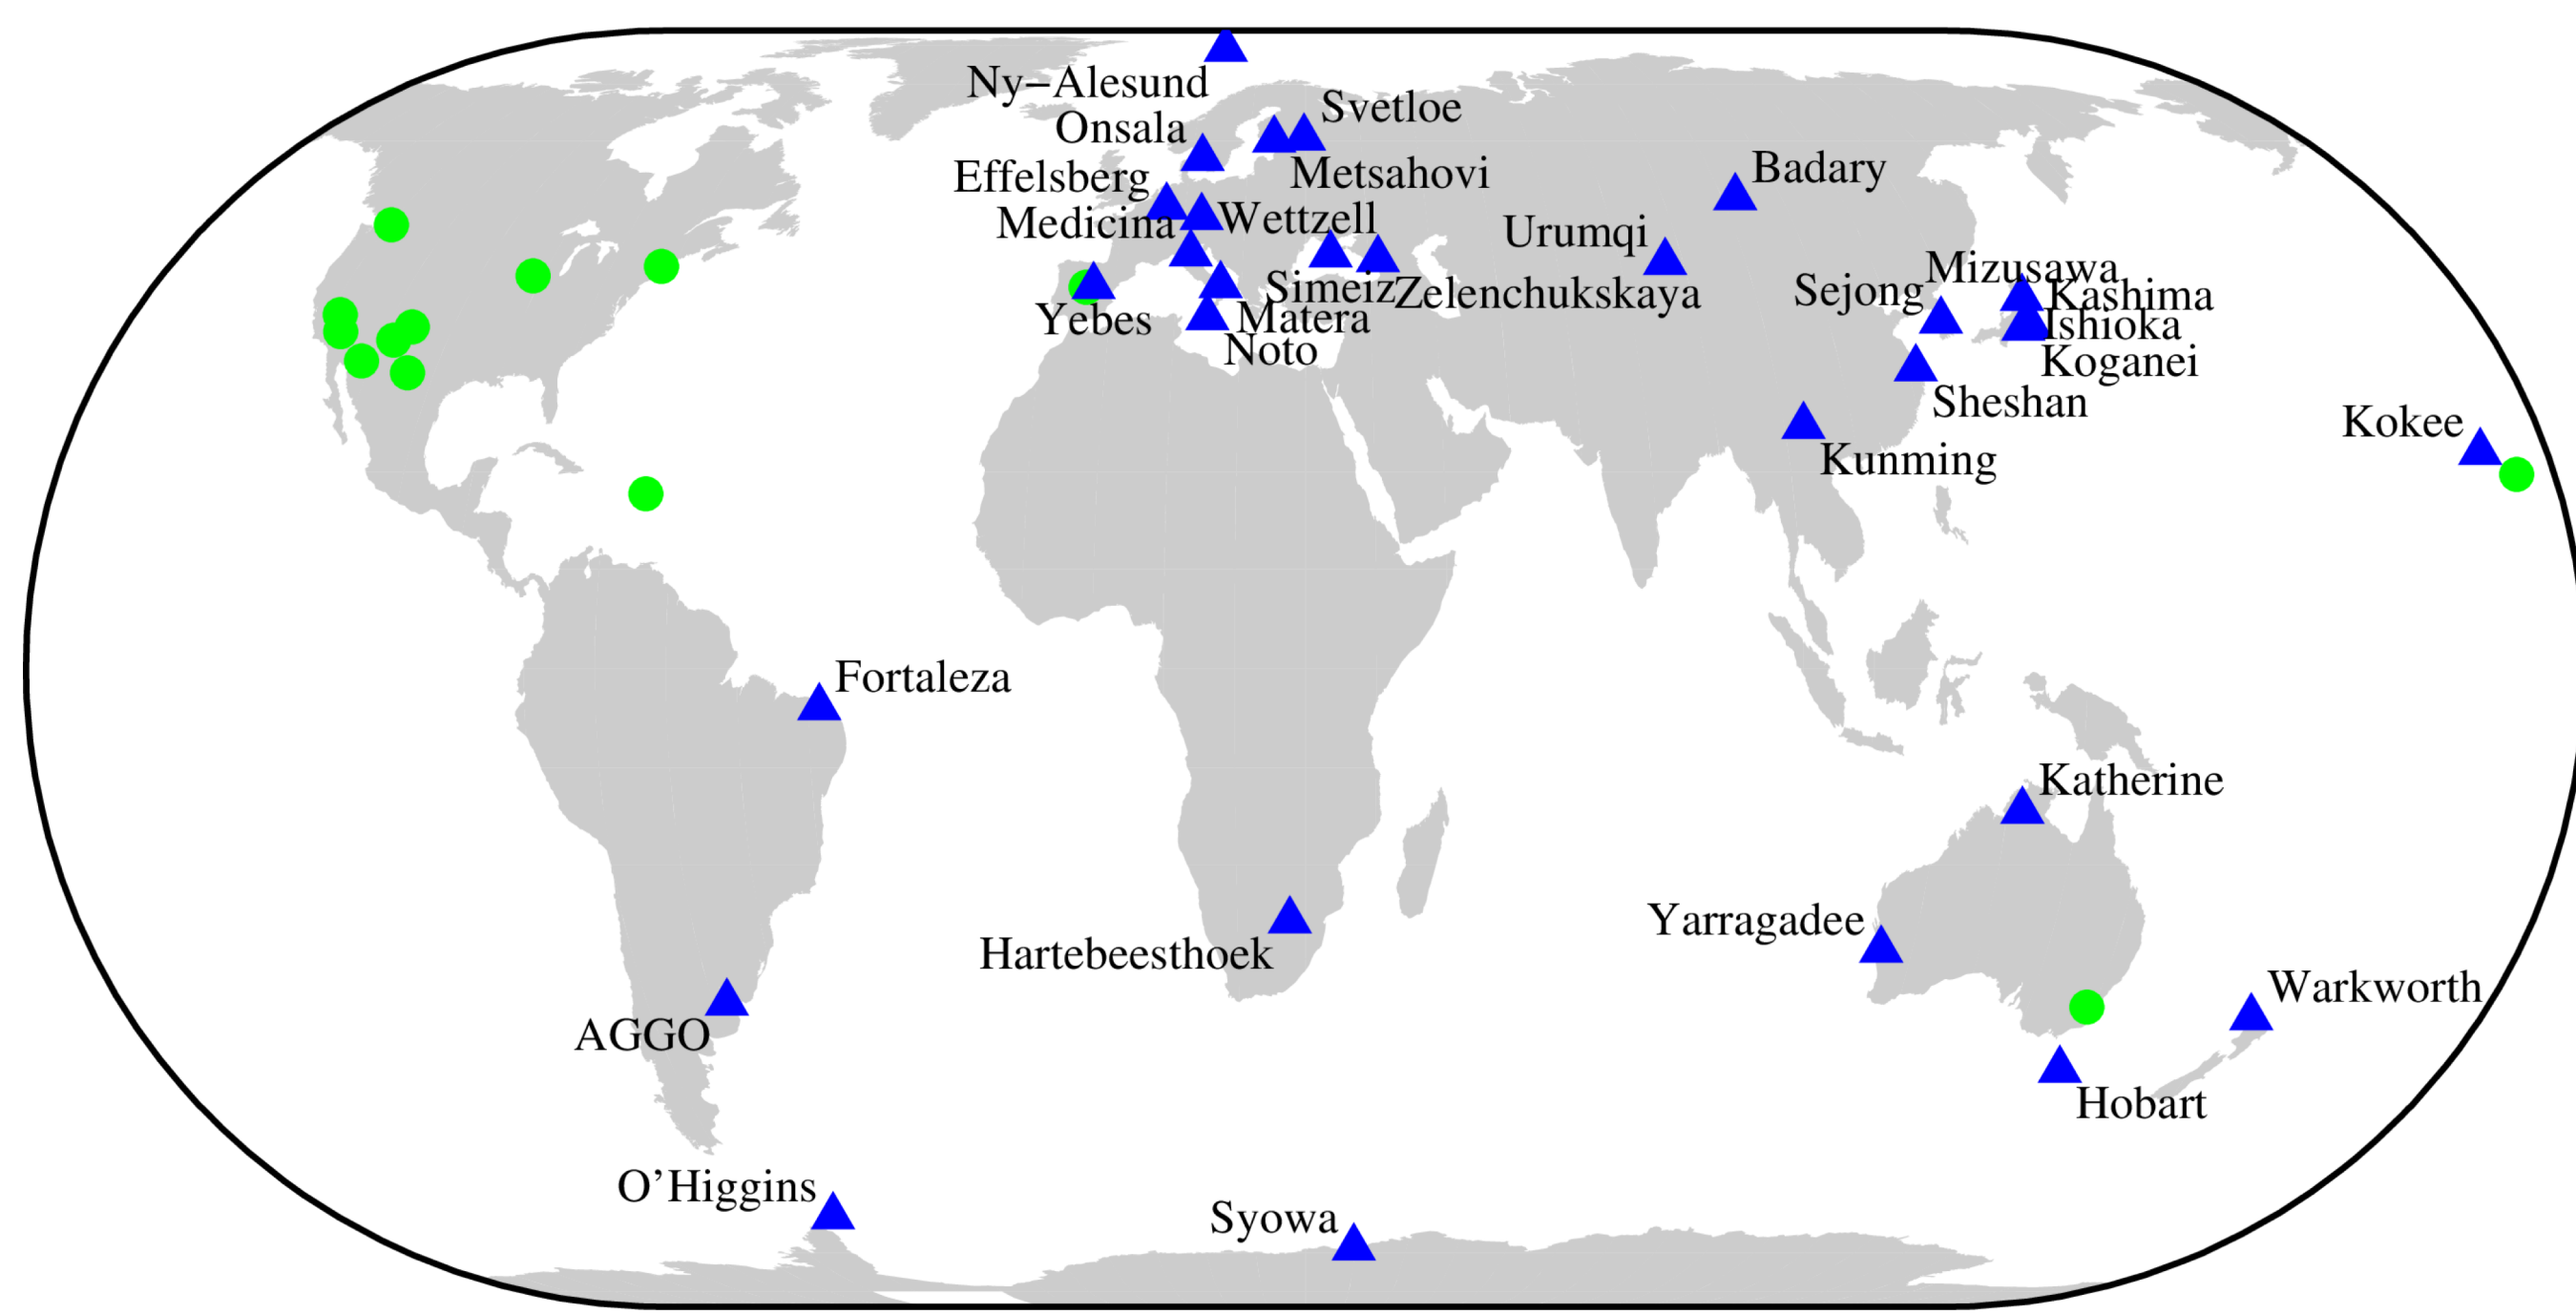 Ny−Alesund
Svetloe
Onsala
Badary
Metsahovi
Effelsberg
Wettzell
Medicina
Urumqi
Mizusawa
Sejong
Kashima
Simeiz
Zelenchukskaya
Yebes
Matera
Ishioka
Noto
Koganei
Sheshan
Kokee
Kunming
Fortaleza
Katherine
Yarragadee
Hartebeesthoek
Warkworth
AGGO
Hobart
O’Higgins
Syowa